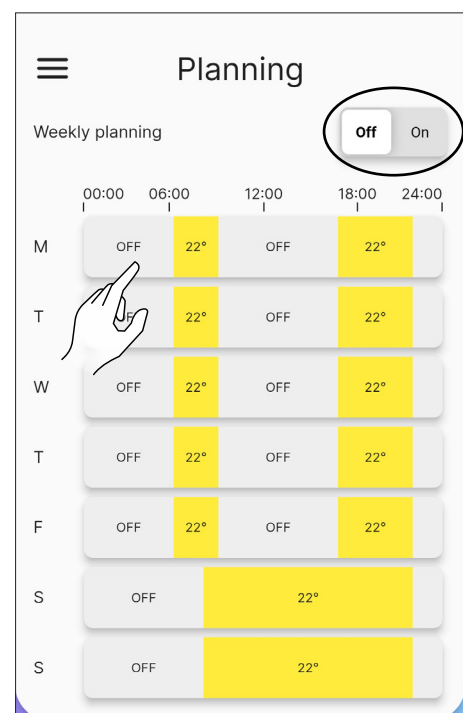 Planning
Weekly planning Off On
00:00 06:00 12:00 18:00 24:00
M OFF 22° OFF 22°
T OFF 22° OFF 22°
W OFF 22° OFF 22°
T OFF 22° OFF 22°
F OFF 22° OFF 22°
S OFF 22°
S OFF 22°